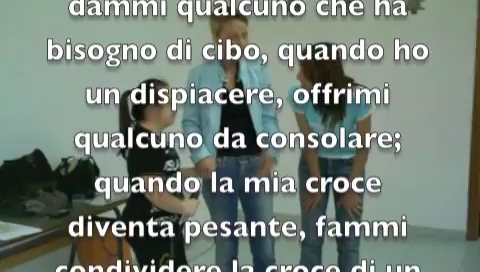 dammi qualcuno che ha
bisogno di cibo, quando ho
un dispiacere, offrimi
qualcuno da consolare;
quando la mia croce
diventa pesante, fammi
condividere la croce di un